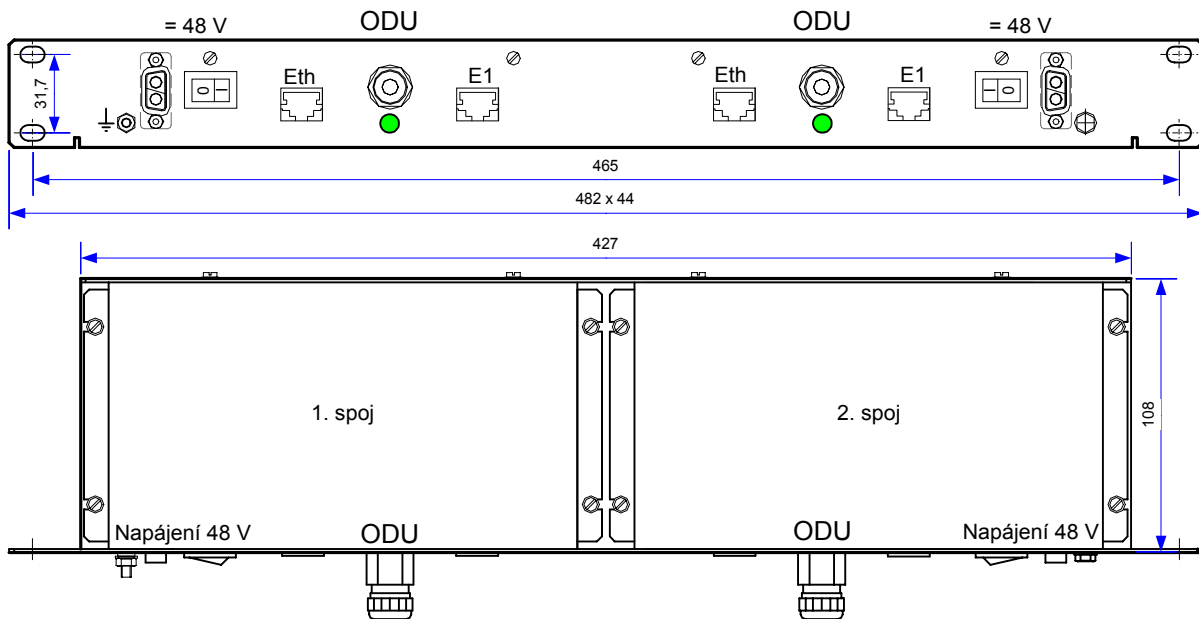 = 48 V
ODU
ODU
= 48 V
Eth
E1
Eth
E1
31,7
465
482 x 44
427
1. spoj
2. spoj
108
Napájení 48 V
ODU
ODU
Napájení 48 V